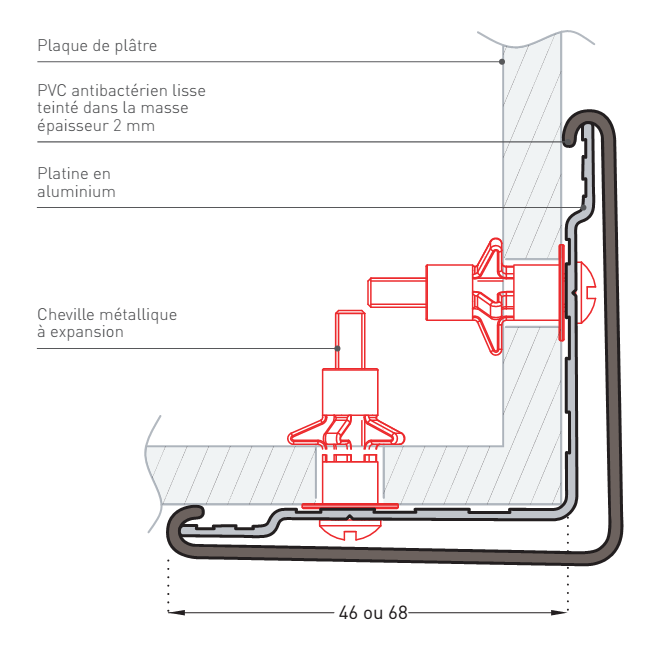 Plaque de plâtre
PVC antibactérien lisse
teinté dans la masse
épaisseur 2 mm
Platine en
aluminium
Cheville métallique
à expansion
46 ou 68